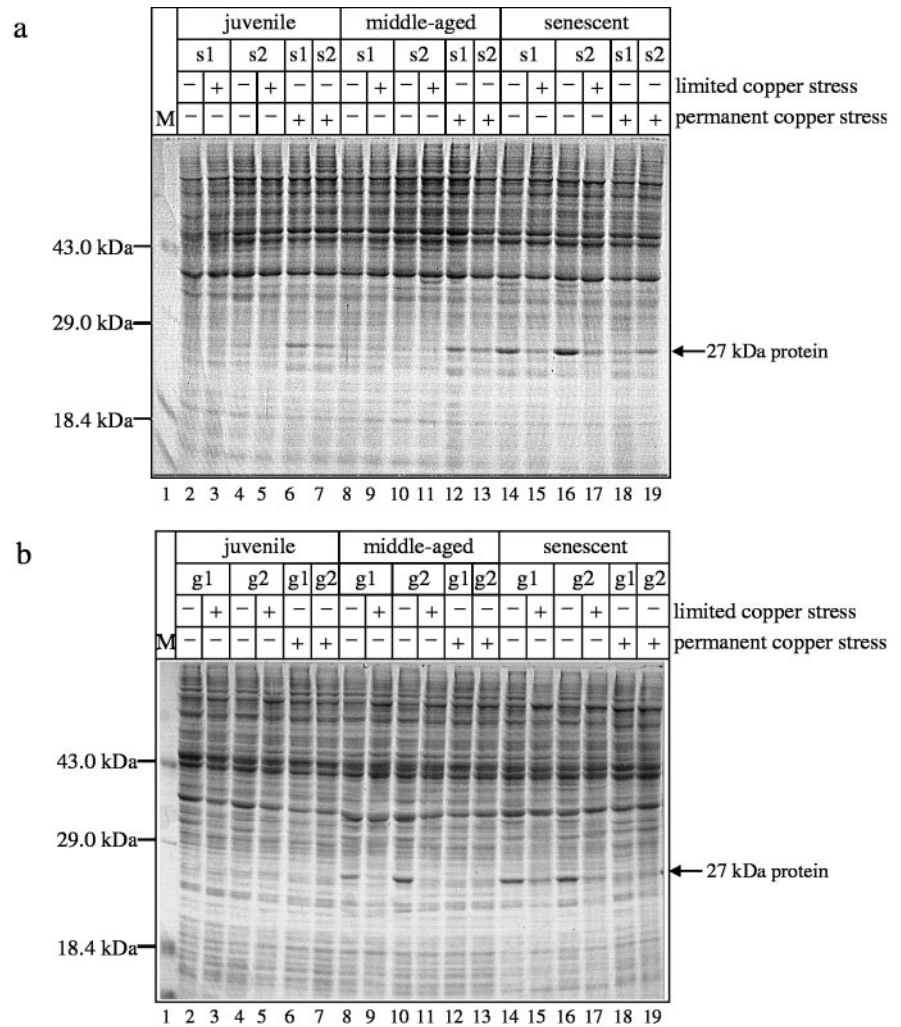 a
juvenile middle-aged senescent
s1 s2 s1 s2 s1 s2 s1 s2 s1 s2 s1 s2
− + − + − − − + − + − − − + − + − − limited copper stress
M − − − − + + − − − − + + − − − − + + permanent copper stress
43.0 kDa
29.0 kDa
27 kDa protein
18.4 kDa
1 2 3 4 5 6 7 8 9 10 11 12 13 14 15 16 17 18 19
b
juvenile middle-aged senescent
g1 g2 g1 g2 g1 g2 g1 g2 g1 g2 g1 g2
− + − + − − − + − + − − − + − + − − limited copper stress
M − − − − + + − − − − + + − − − − + + permanent copper stress
43.0 kDa
29.0 kDa
27 kDa protein
18.4 kDa
1 2 3 4 5 6 7 8 9 10 11 12 13 14 15 16 17 18 19